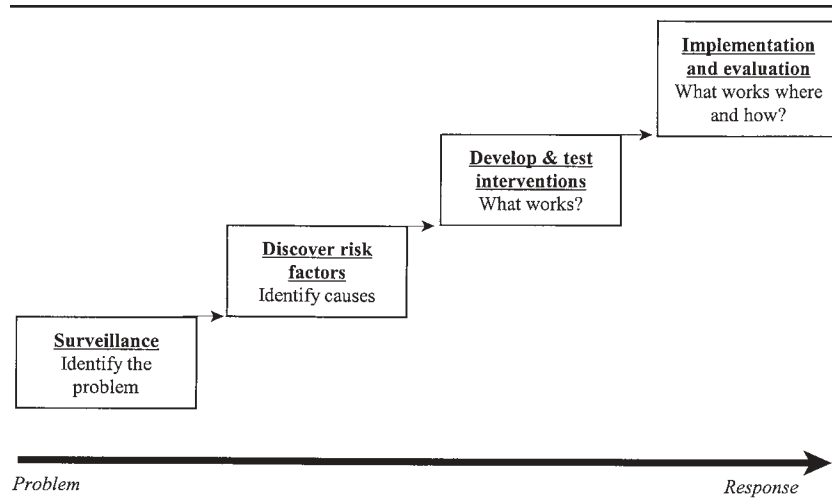 Implementation
and evaluation
What works where
and how?
Develop & test
interventions
What works?
Discover risk
factors
Identify causes
Surveillance
Identify the
problem
Problem
Response